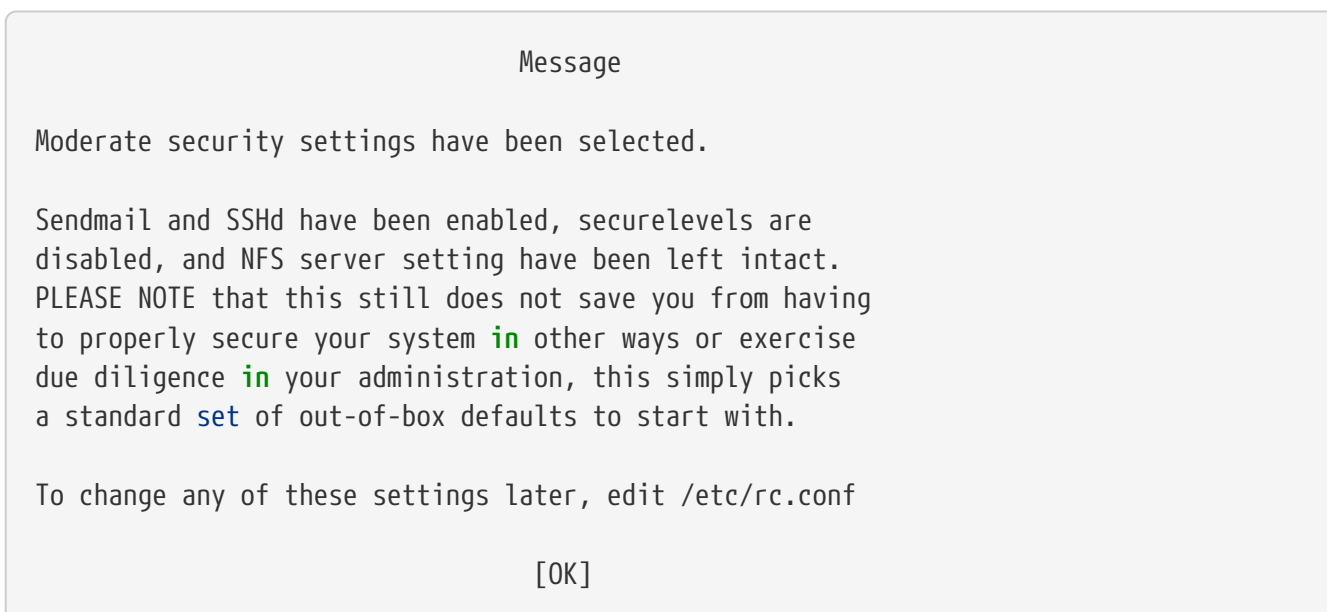 Message
Moderate security settings have been selected.
Sendmail and SSHd have been enabled, securelevels are
disabled, and NFS server setting have been left intact.
PLEASE NOTE that this still does not save you from having
to properly secure your system in other ways or exercise
due diligence in your administration, this simply picks
a standard set of out-of-box defaults to start with.
To change any of these settings later, edit /etc/rc.conf
[OK]